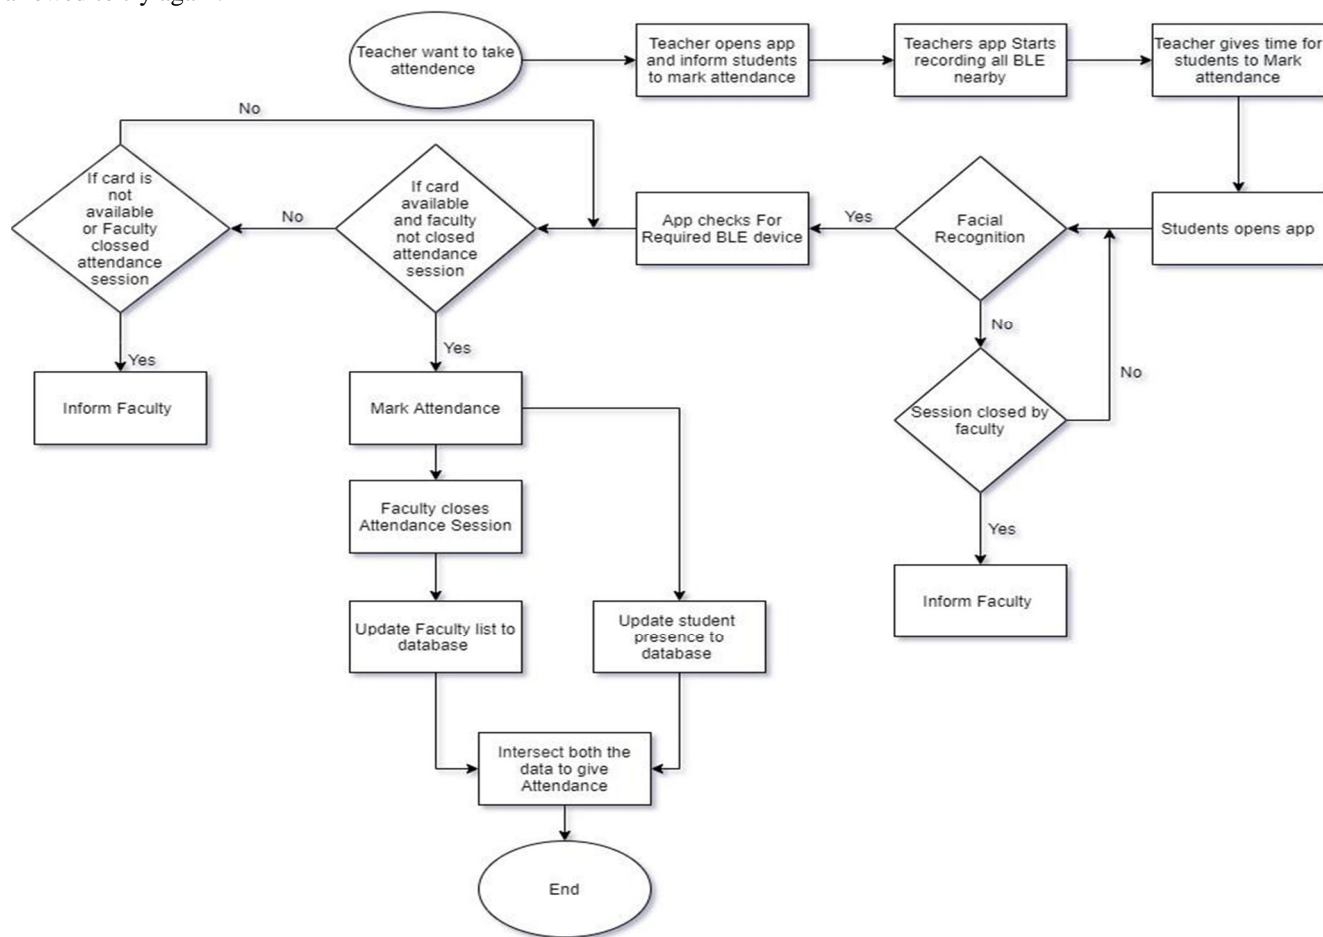 Teacher want to take
attendence
Teacher opens app
and inform students
to mark attendance
Teachers app Starts
recording all BLE
nearby
Teacher gives time for
students to Mark
attendance
No
If card is
not
available
or Faculty
clossed
attendance
session
No
If card
available
and faculty
not closed
attendance
session
App checks For
Required BLE device
Yes
Facial
Recognition
Students opens app
Yes
Yes
No
No
Inform Faculty
Mark Attendance
Session closed by
faculty
Faculty closes
Attendance Session
Yes
Update Faculty list to
database
Update student
presence to
database
Inform Faculty
Intersect both the
data to give
Attendance
End